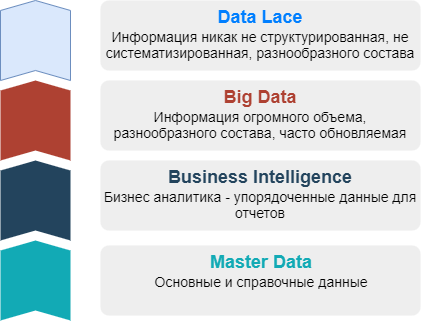 Data Lace
Информация никак не структурированная, не
систематизированная, разнообразного состава
Big Data
Информация огромного объема,
разнообразного состава, часто обновляемая
Business Intelligence
Бизнес аналитика - упорядоченные данные для
отчетов
Master Data
Основные и справочные данные